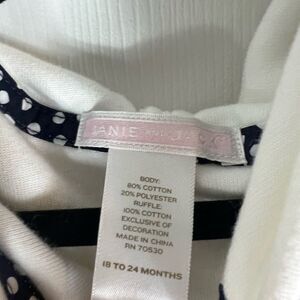 JANIE AND JACK
BODY:
80% COTTON
20% POLYESTER
RUFFLE:
100% COTTON
EXCLUSIVE OF
DECORATION
MADE IN CHINA
RN 70530
18 TO 24 MONTHS